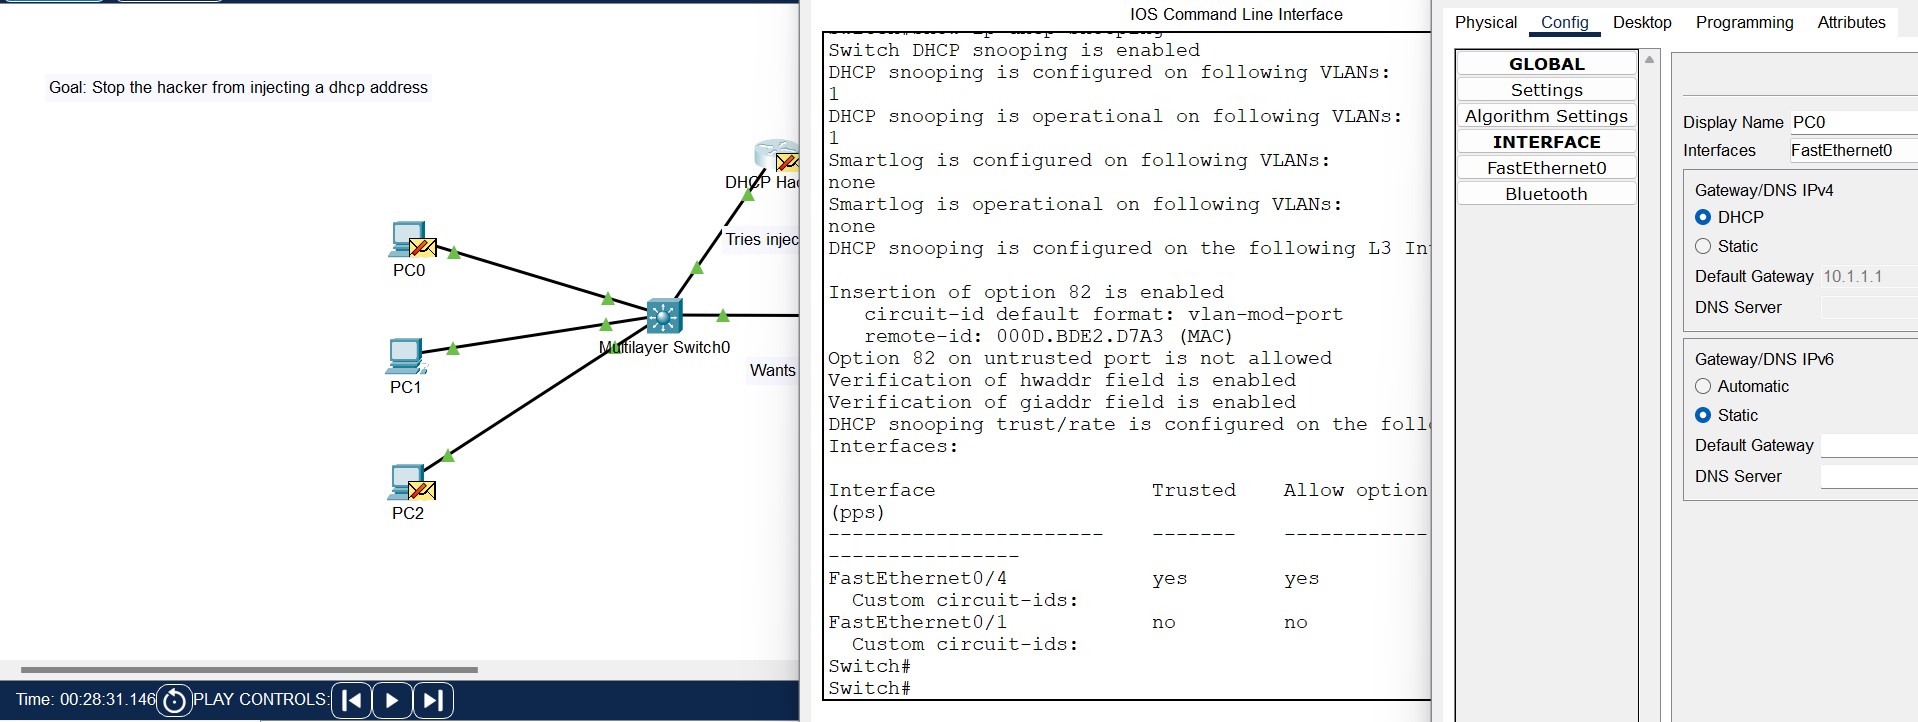 Goal: Stop the hacker from injecting a dhcp address
DHCP
Tries
PC0
PC1
Multilayer Switch0
Wants
PC2
Time: 00:28:31.146
PLAY CONTROLS:
IOS Command Line Interface
Switch DHCP snooping is enabled
DHCP snooping is configured on following VLANs:
1
DHCP snooping is operational on following VLANs:
1
Smartlog is configured on following VLANs:
none
Smartlog is operational on following VLANs:
none
DHCP snooping is configured on the following L3
Insertion of option 82 is enabled
circuit-id default format: vlan-mod-port
remote-id: 000D.BDE2.D7A3 (MAC)
Option 82 on untrusted port is not allowed
Verification of hwaddr field is enabled
Verification of giaddr field is enabled
DHCP snooping trust/rate is configured on the
Interfaces:
Interface Trusted Allow option
(pps)
----------------------- ------- ------------
----------------
FastEthernet0/4 yes yes
Custom circuit-ids:
FastEthernet0/1 no no
Custom circuit-ids:
Switch#
Switch#
Physical Config Desktop Programming Attributes
GLOBAL
Settings
Algorithm Settings
INTERFACE
FastEthernet0
Bluetooth
Display Name PC0
Interfaces FastEthernet0
Gateway/DNS IPv4
DHCP
Static
Default Gateway 10.1.1.1
DNS Server
Gateway/DNS IPv6
Automatic
Static
Default Gateway
DNS Server